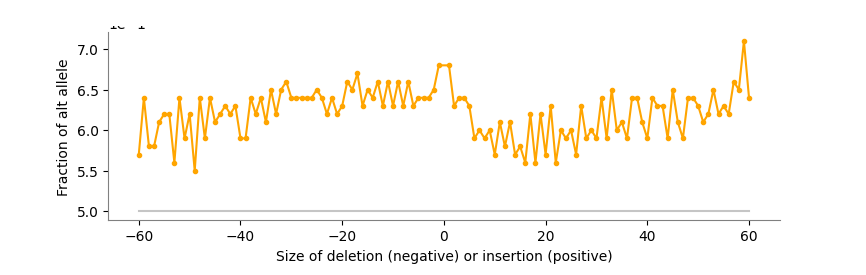 7.0
6.5
6.0
5.5
5.0
Fraction of alt allele
−60 −40 −20 0 20 40 60
Size of deletion (negative) or insertion (positive)